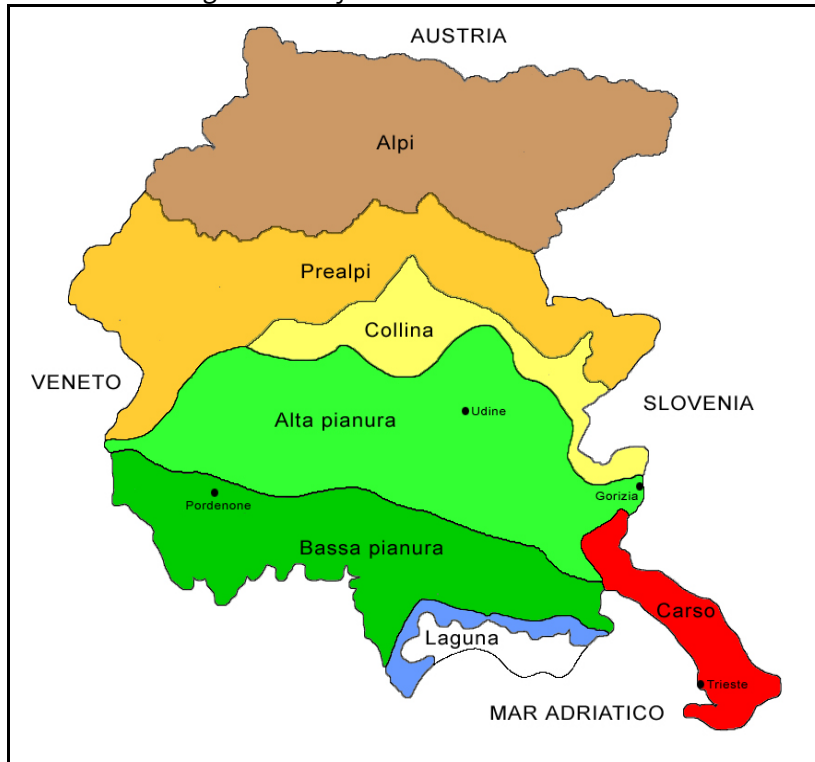 AUSTRIA
Alpi
Prealpi
Collina
VENETO
SLOVENIA
Alta pianura
Udine
Gorizia
Pordenone
Bassa pianura
Carso
Laguna
Trieste
MAR ADRIATICO